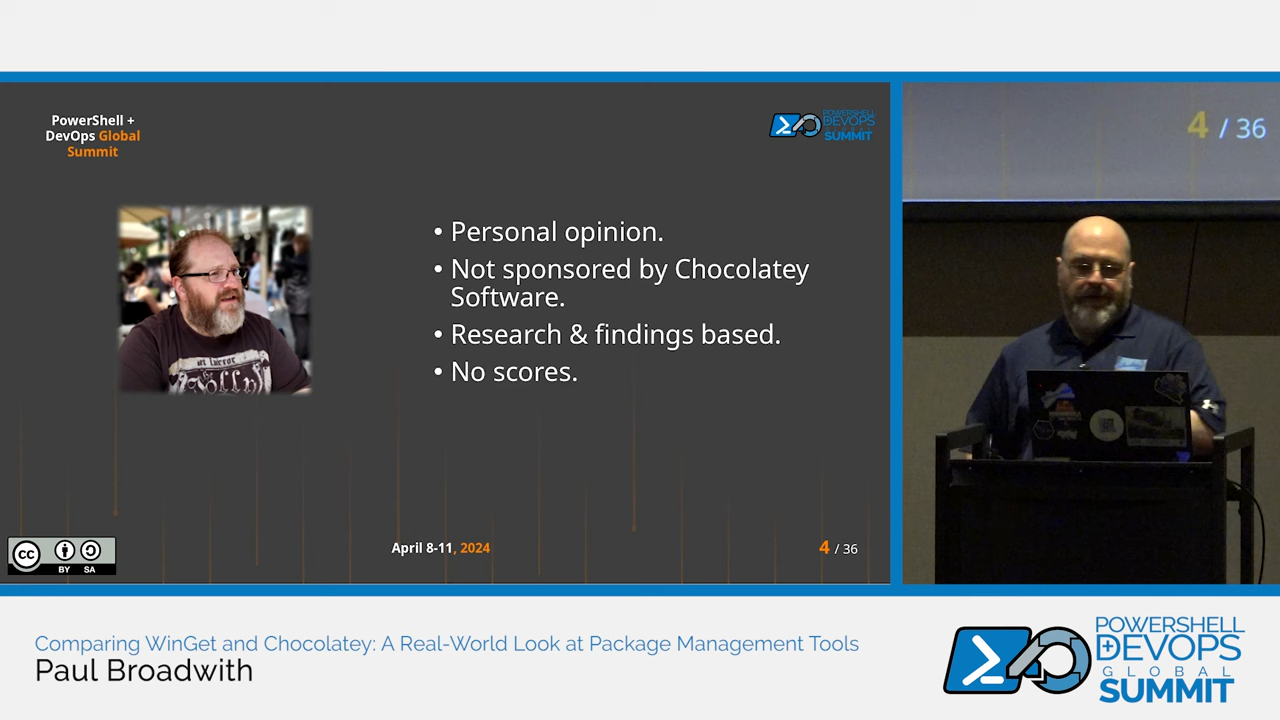 PowerShell +
DevOps Global
Summit
POWERSHELL
DEVOPS
SUMMIT
• Personal opinion.
• Not sponsored by Chocolatey
Software.
• Research & findings based.
• No scores.
cc
BY SA
April 8-11, 2024
4 / 36
4 / 36
Comparing WinGet and Chocolatey: A Real-World Look at Package Management Tools
Paul Broadwith
POWERSHELL
DEVOPS
GLOBAL
SUMMIT